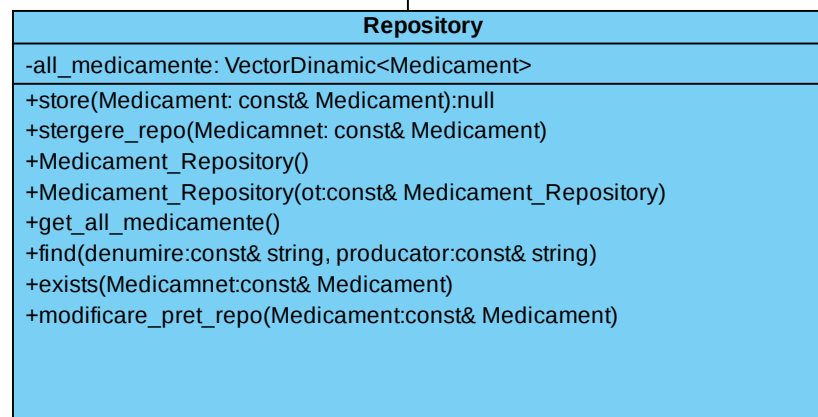 Repository
-all_medicamente: VectorDinamic<Medicament>
+store(Medicament: const& Medicament):null
+stergere_repo(Medicamnet: const& Medicament)
+Medicament_Repository()
+Medicament_Repository(ot:const& Medicament_Repository)
+get_all_medicamente()
+find(denumire:const& string, producator:const& string)
+exists(Medicamnet:const& Medicament)
+modificare_pret_repo(Medicament:const& Medicament)